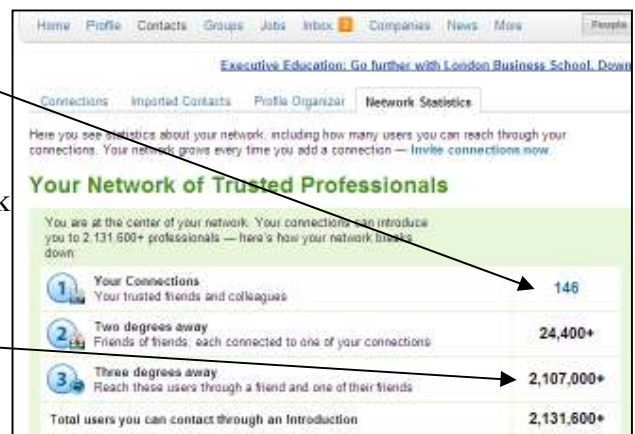 Home Profile Contacts Groups Jobs Inbox 2 Companies News More People
Executive Education: Go further with London Business School. Down
Connections Imported Contacts Profile Organizer Network Statistics
Here you see statistics about your network, including how many users you can reach through your
connections. Your network grows every time you add a connection — Invite connections now.
Your Network of Trusted Professionals
k
You are at the center of your network. Your connections can introduce
you to 2,131,600+ professionals — here's how your network breaks
down:
1 Your Connections
Your trusted friends and colleagues
146
2 Two degrees away
Friends of friends; each connected to one of your connections
24,400+
3 Three degrees away
Reach these users through a friend and one of their friends
2,107,000+
Total users you can contact through an Introduction 2,131,600+